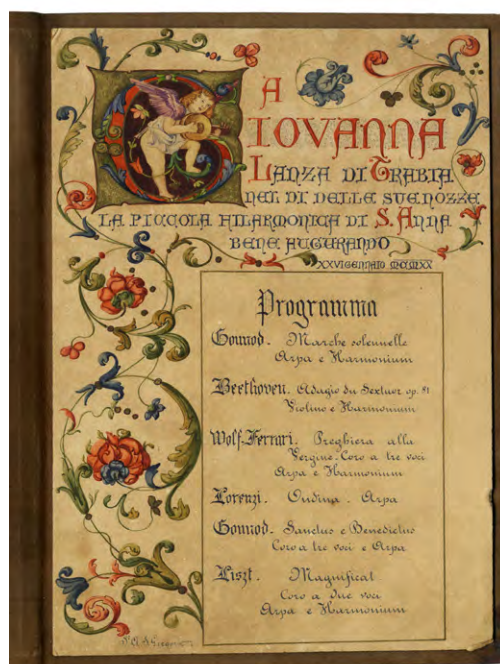 A
GIOVANNA
LANZA DI TRABIA
NEL DÌ DELLE SUE NOZZE
LA PICCOLA FILARMONICA DI S. ANNA
BENE AUGURANDO
XXVI GENNAIO MCMXX
Programma
Gounod. Marche solennelle
Arpa e Harmonium
Beethoven. Adagio du Sextuor op. 81
Violino e Harmonium
Wolf-Ferrari. Preghiera alla
Vergine. Coro a tre voci
Arpa e Harmonium
Lorenzi. Ondina. Arpa
Gounod. Sanctus e Benedictus
Coro a tre voci e Arpa
Liszt. Magnificat
Coro a due voci
Arpa e Harmonium